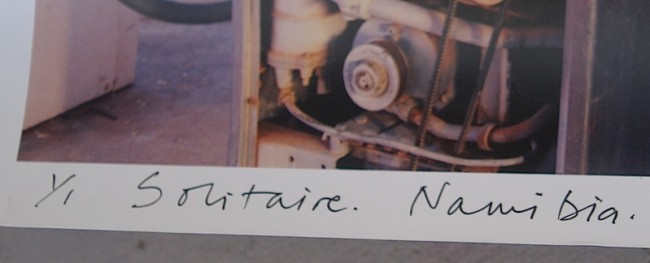 1/1 Solitaire. Namibia.